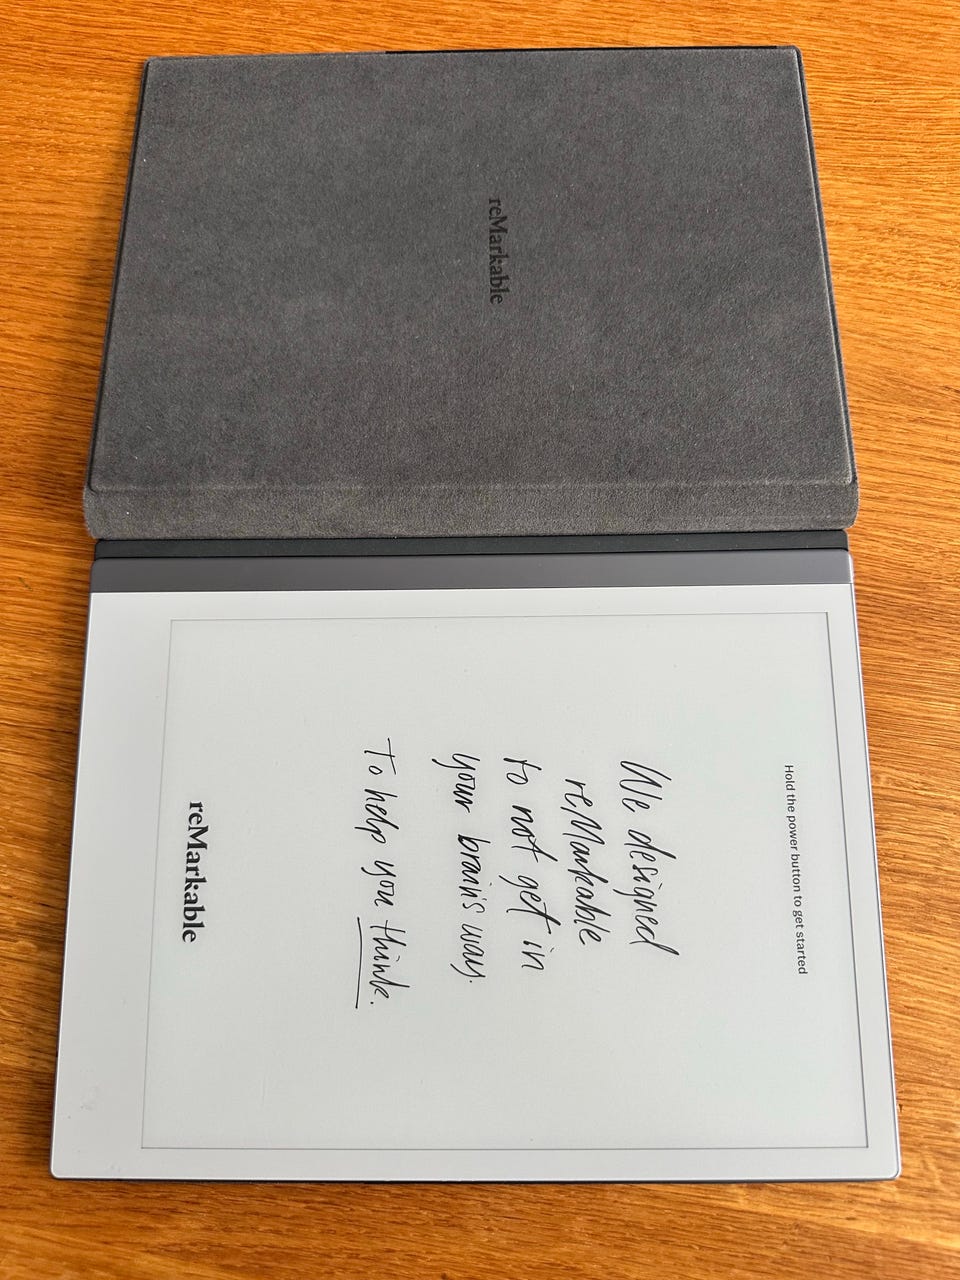 reMarkable
Hold the power button to get started
We designed
reMarkable
to not get in
your brain's way.
To help you think.
reMarkable